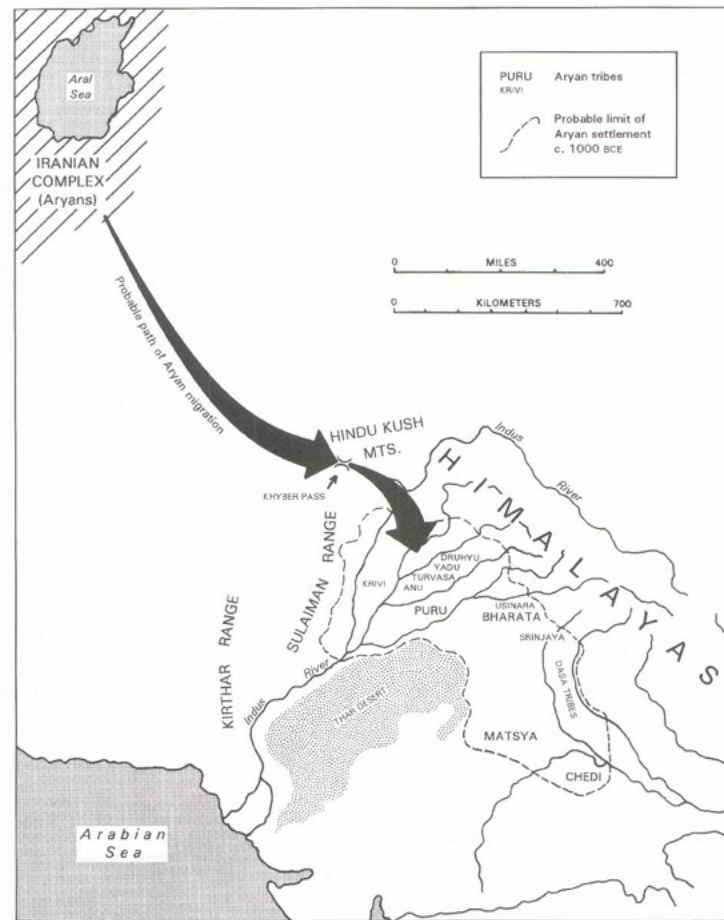 Aral
Sea
IRANIAN
COMPLEX
(Aryans)
PURU Aryan tribes
KRIVI
Probable limit of
Aryan settlement
c. 1000 BCE
0 MILES 400
0 KILOMETERS 700
Probable path of Aryan migration
HINDU KUSH
MTS.
KHYBER PASS
Indus
River
HIMALAYAS
SULAIMAN RANGE
KIRTHAR RANGE
KRIVI
DRUHYU
YADU
TURVASA
ANU
PURU
USINARA
BHARATA
SRINJAYA
DASA TRIBES
Indus River
THAR DESERT
MATSYA
CHEDI
Arabian
Sea